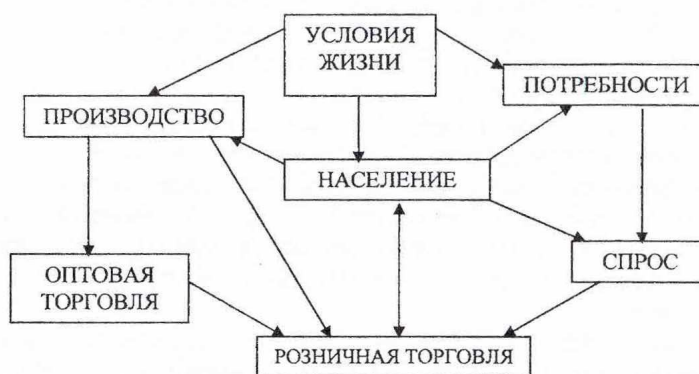 УСЛОВИЯ
ЖИЗНИ
ПОТРЕБНОСТИ
ПРОИЗВОДСТВО
НАСЕЛЕНИЕ
ОПТОВАЯ
ТОРГОВЛЯ
СПРОС
РОЗНИЧНАЯ ТОРГОВЛЯ